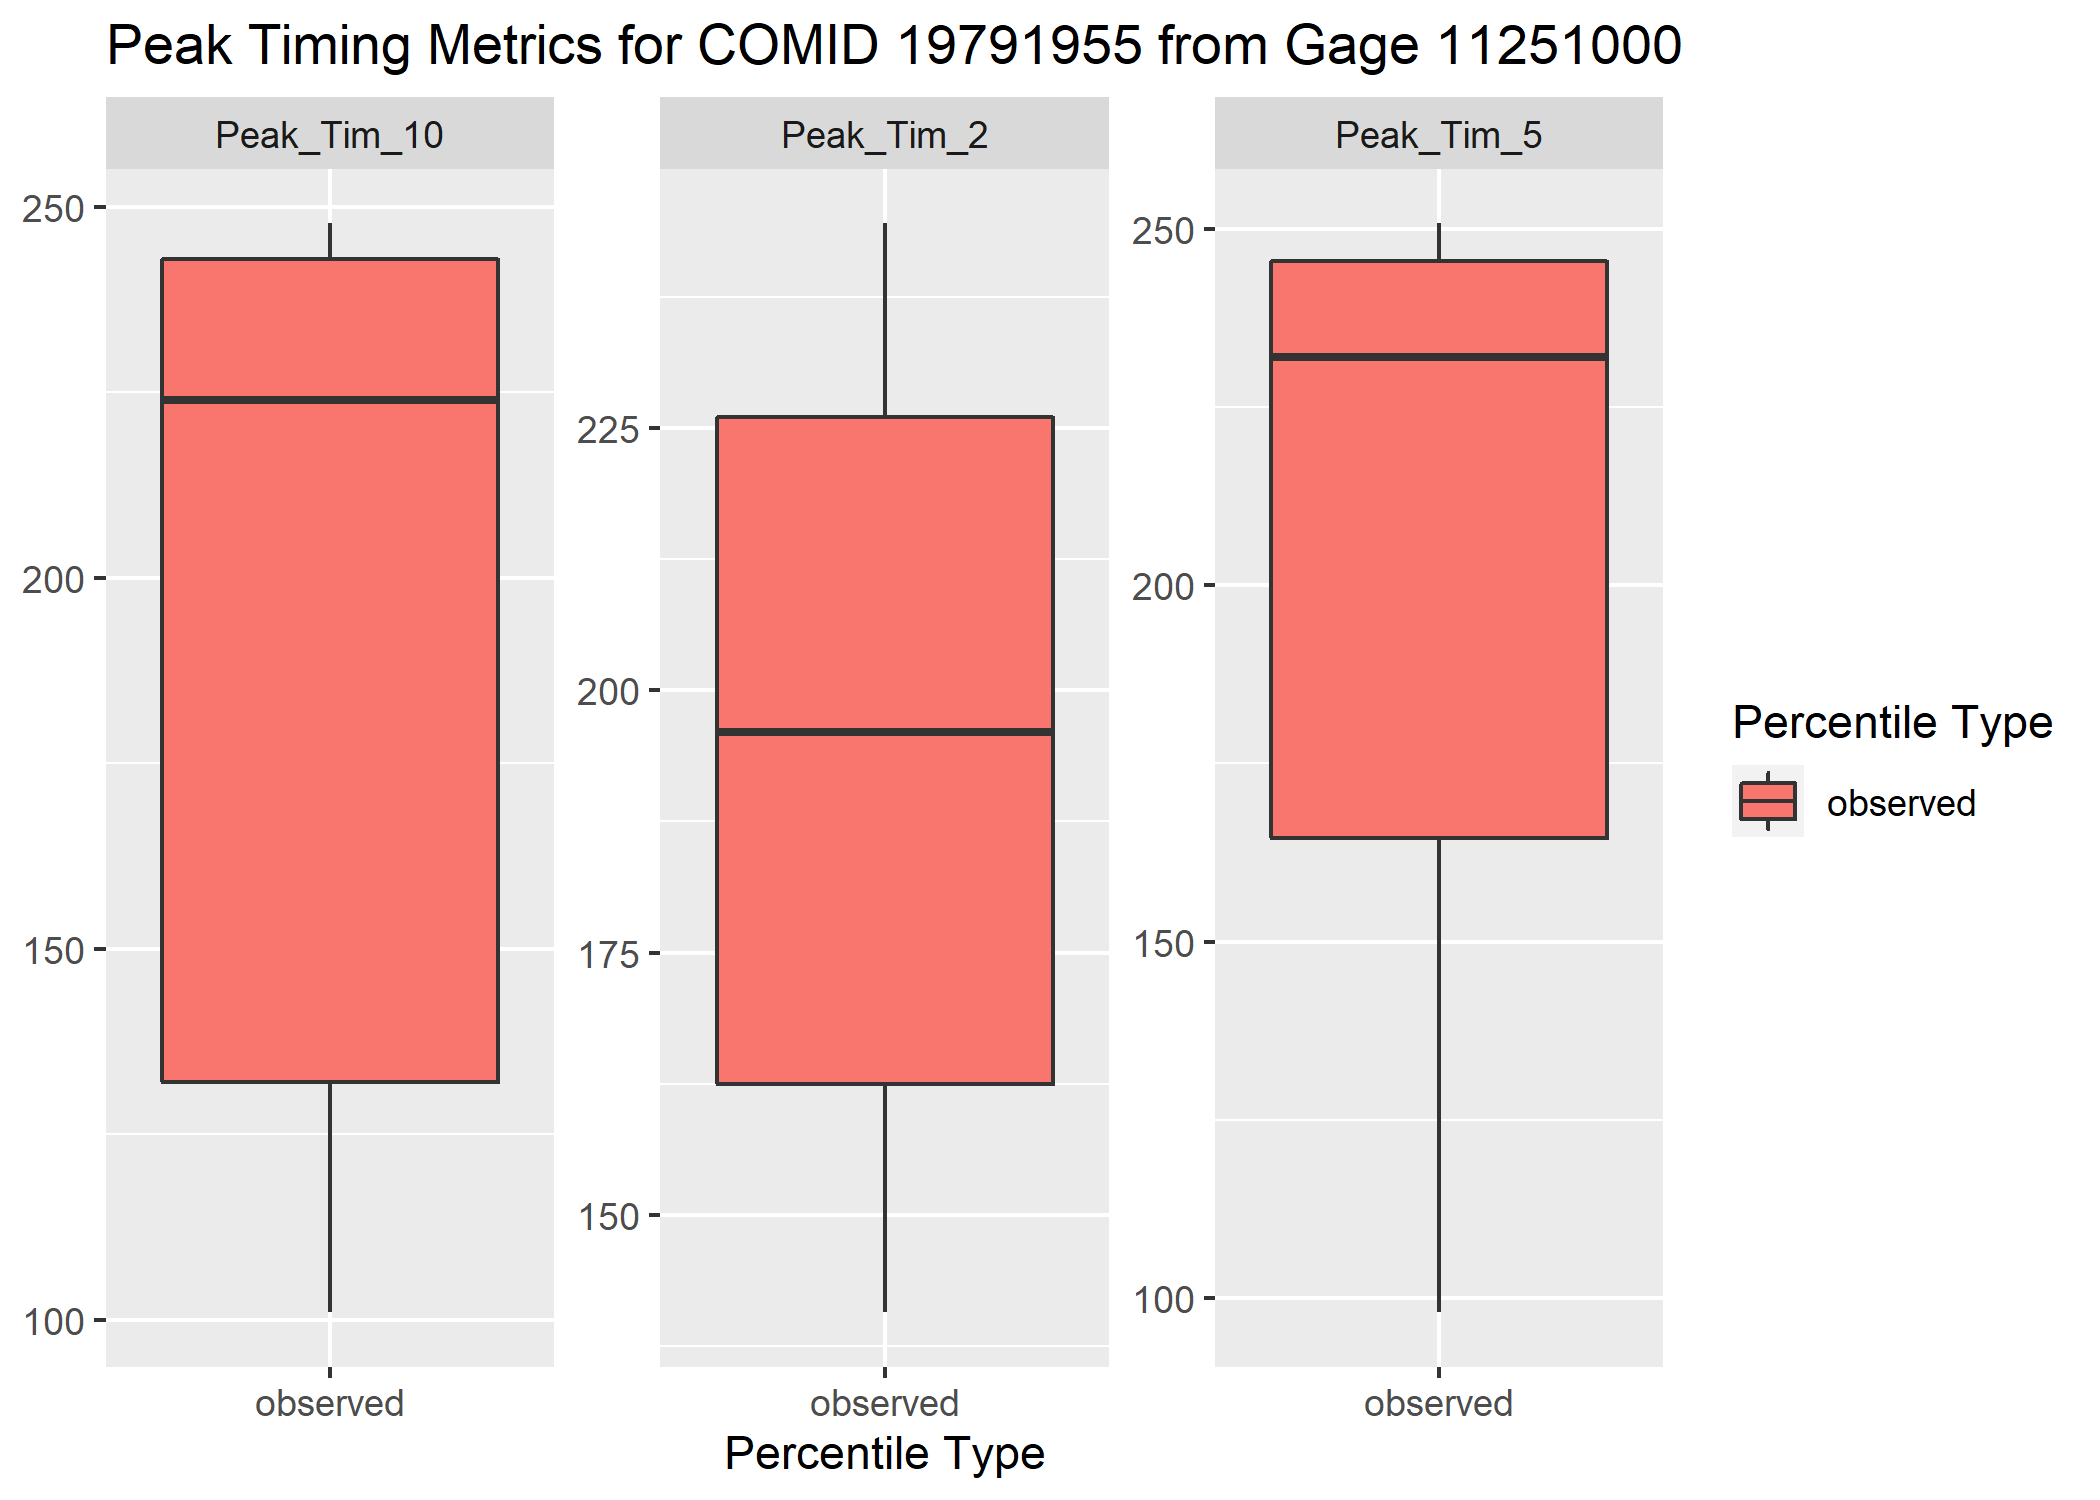 Peak Timing Metrics for COMID 19791955 from Gage 11251000
Peak_Tim_10
Peak_Tim_2
Peak_Tim_5
250
200
150
100
225
200
175
150
250
200
150
100
observed
observed
observed
Percentile Type
Percentile Type
observed